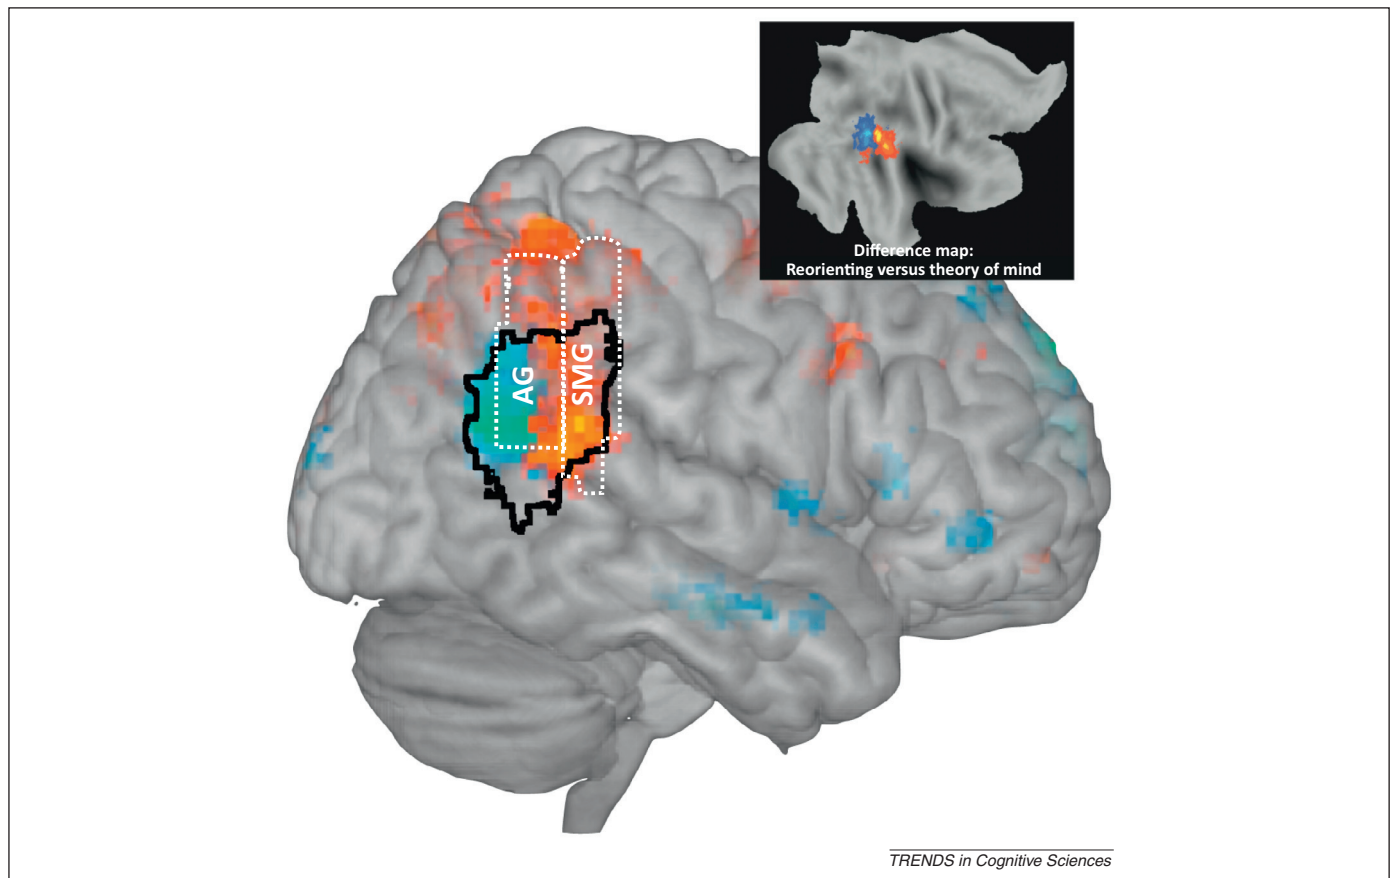 Difference map:
Reorienting versus theory of mind
AG
SMG
TRENDS in Cognitive Sciences